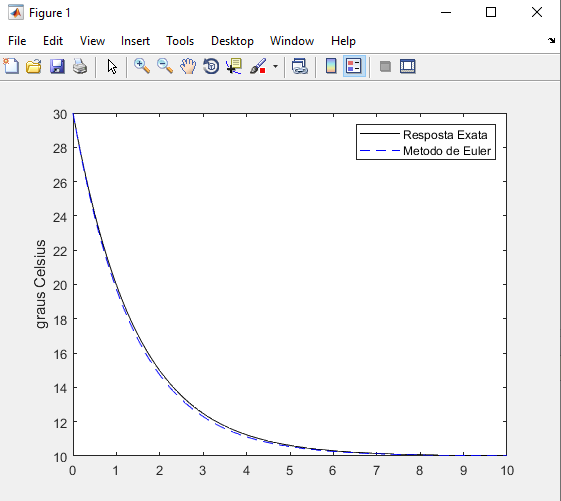 Figure 1
File Edit View Insert Tools Desktop Window Help
30
28
26
24
22
20
18
16
14
12
10
graus Celsius
Resposta Exata
Metodo de Euler
0 1 2 3 4 5 6 7 8 9 10